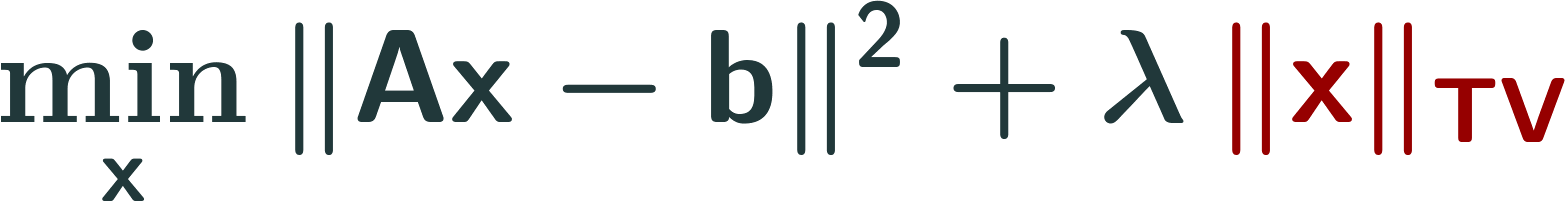 min ‖Ax − b‖² + λ ‖x‖TV
x